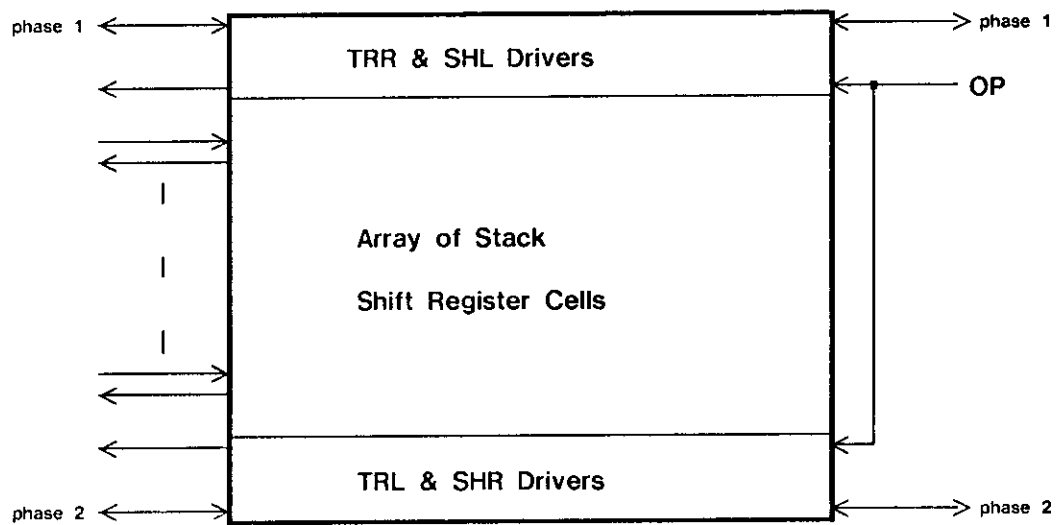 phase 1
phase 1
TRR & SHL Drivers
OP
Array of Stack
Shift Register Cells
TRL & SHR Drivers
phase 2
phase 2